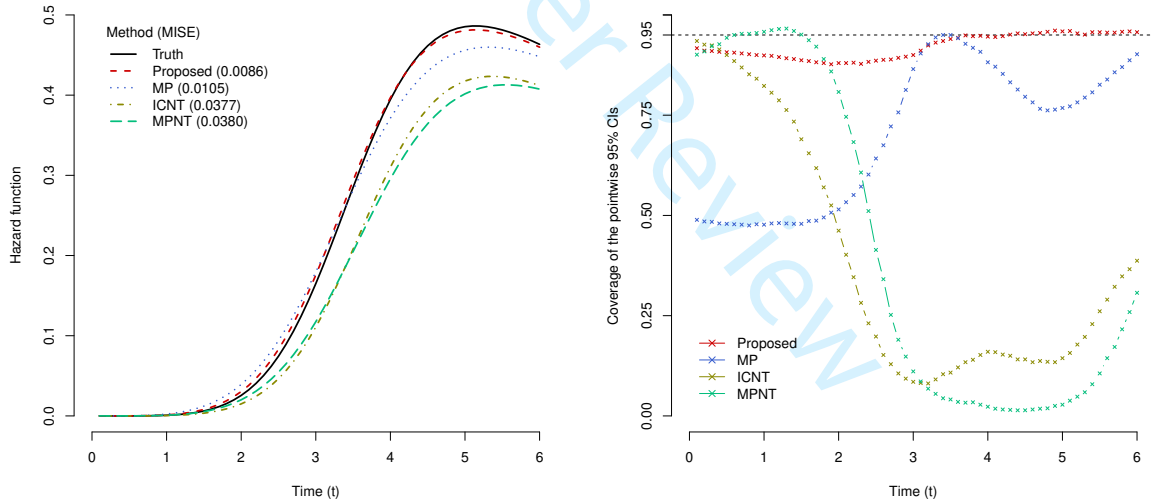 Method (MISE)
Truth
Proposed (0.0086)
MP (0.0105)
ICNT (0.0377)
MPNT (0.0380)
Hazard function
0.5
0.4
0.3
0.2
0.1
0.0
0 1 2 3 4 5 6
Time (t)
er Review
Coverage of the pointwise 95% CIs
0.95
0.75
0.50
0.25
0.00
Proposed
MP
ICNT
MPNT
0 1 2 3 4 5 6
Time (t)